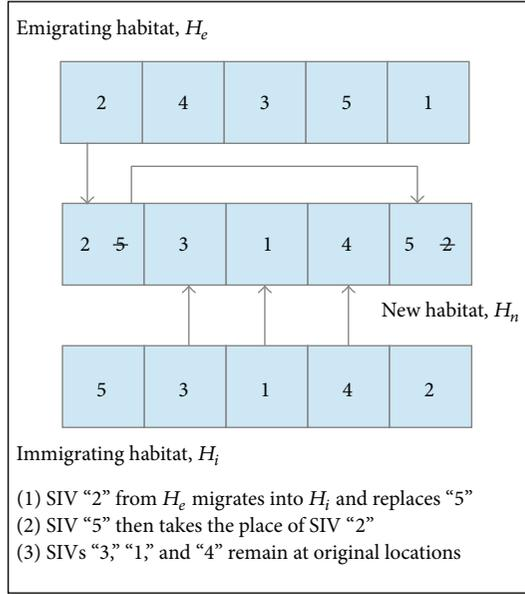 Emigrating habitat, Hₑ
2 4 3 5 1
2 5 3 1 4 5 2
New habitat, Hₙ
5 3 1 4 2
Immigrating habitat, Hᵢ
(1) SIV “2” from Hₑ migrates into Hᵢ and replaces “5”
(2) SIV “5” then takes the place of SIV “2”
(3) SIVs “3,” “1,” and “4” remain at original locations